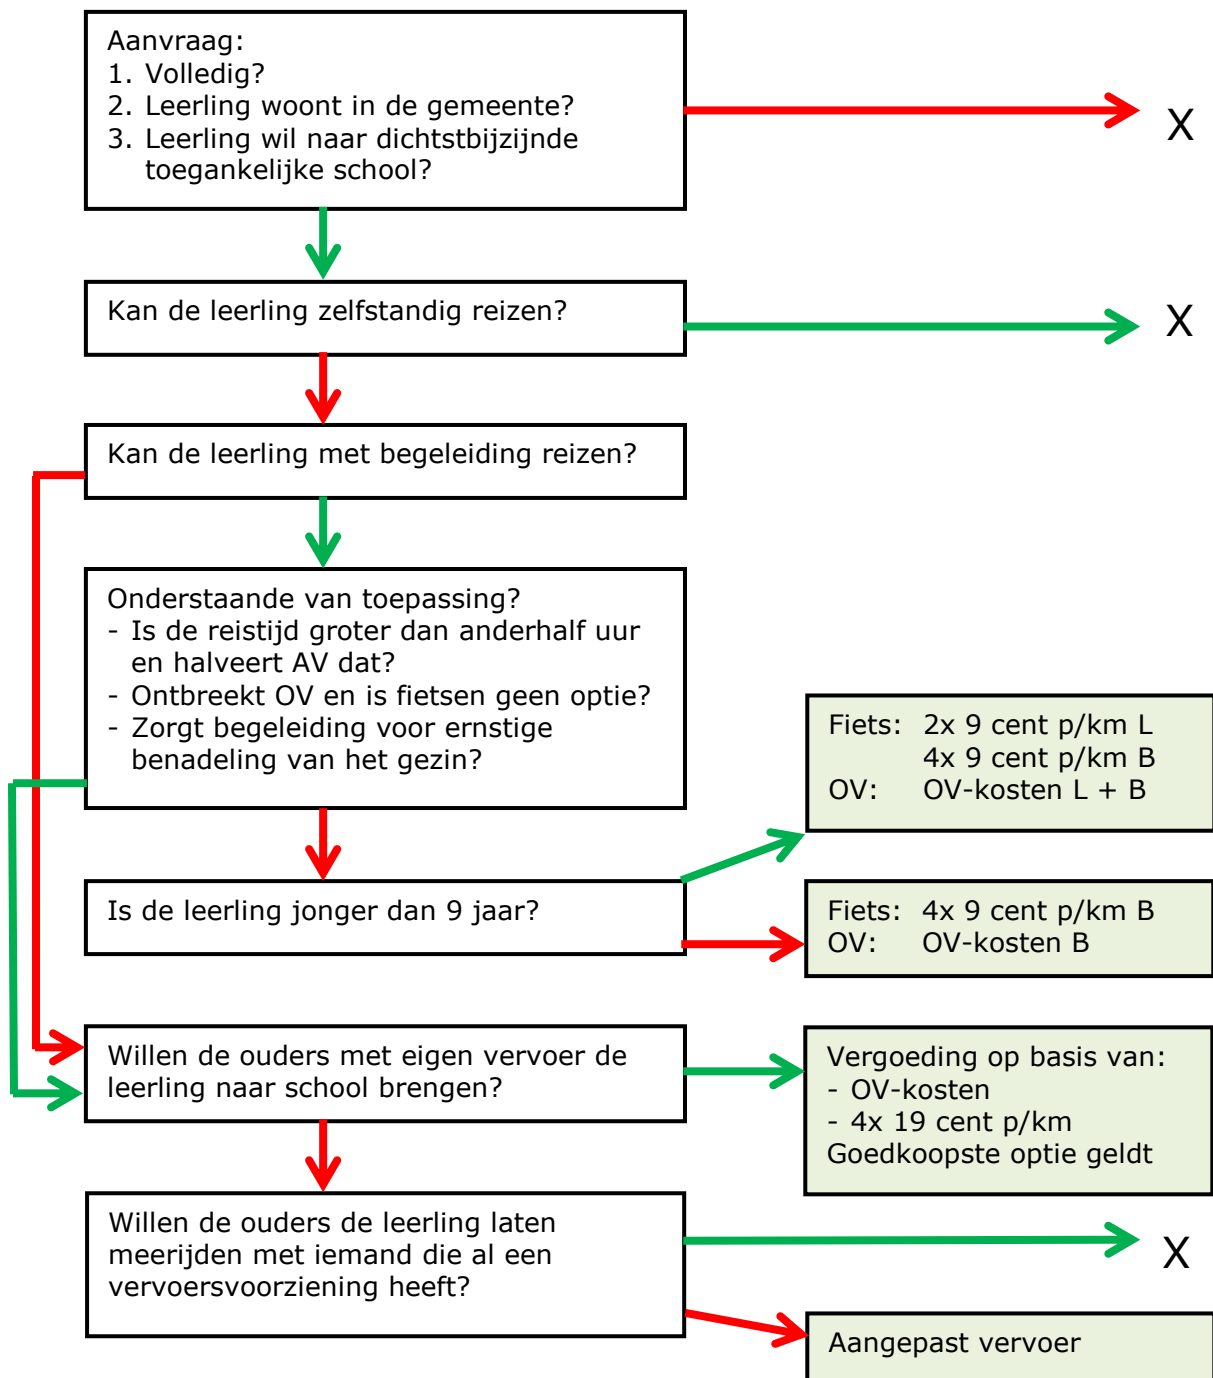 Aanvraag:
1. Volledig?
2. Leerling woont in de gemeente?
3. Leerling wil naar dichtstbijzijnde
toegankelijke school?
X
Kan de leerling zelfstandig reizen?
X
Kan de leerling met begeleiding reizen?
Onderstaande van toepassing?
- Is de reistijd groter dan anderhalf uur
en halveert AV dat?
- Ontbreekt OV en is fietsen geen optie?
- Zorgt begeleiding voor ernstige
benadeling van het gezin?
Fiets: 2x 9 cent p/km L
4x 9 cent p/km B
OV: OV-kosten L + B
Is de leerling jonger dan 9 jaar?
Fiets: 4x 9 cent p/km B
OV: OV-kosten B
Willen de ouders met eigen vervoer de
leerling naar school brengen?
Vergoeding op basis van:
- OV-kosten
- 4x 19 cent p/km
Goedkoopste optie geldt
Willen de ouders de leerling laten
meerijden met iemand die al een
vervoersvoorziening heeft?
X
Aangepast vervoer